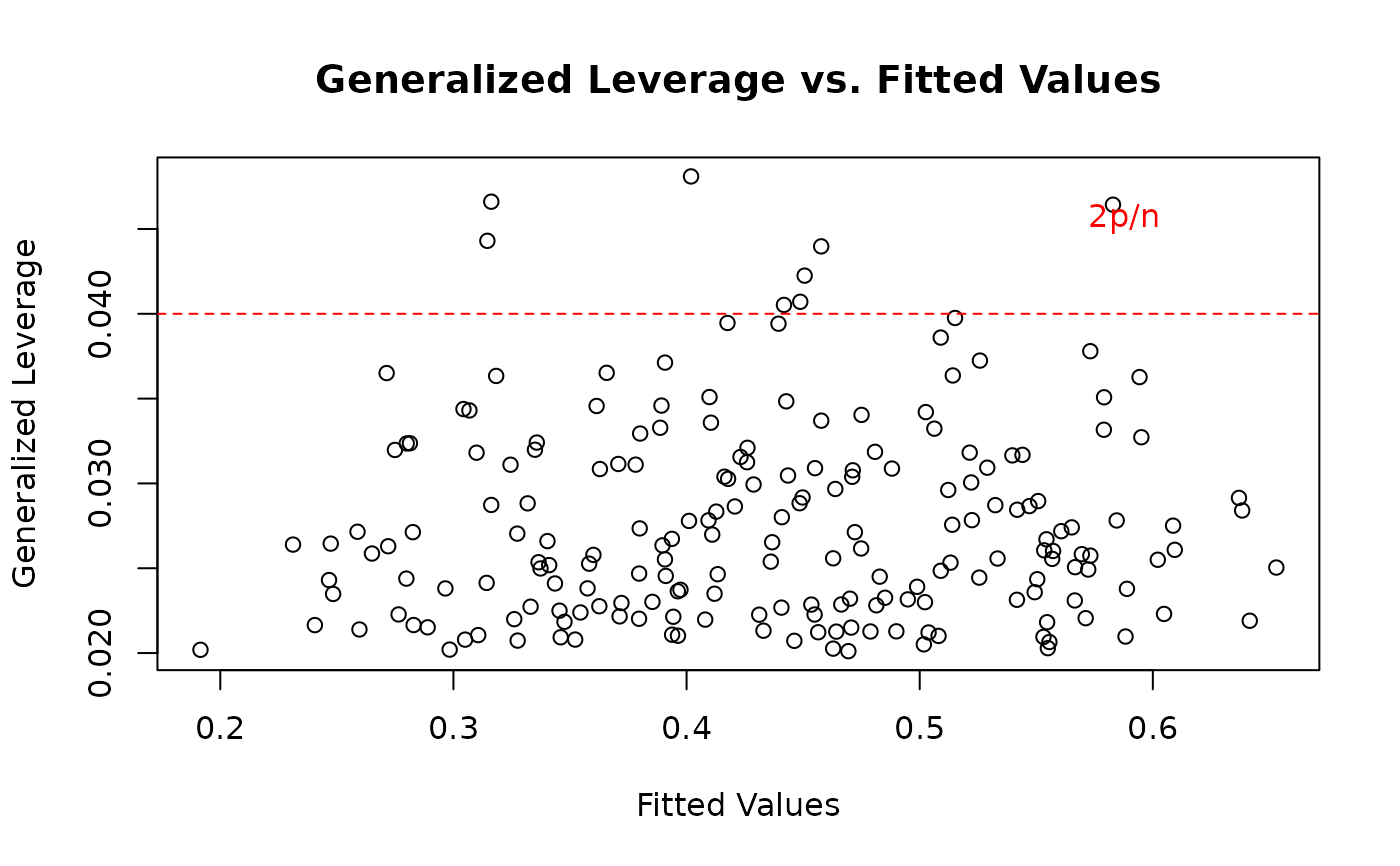 Generalized Leverage vs. Fitted Values
2p/n
Generalized Leverage
0.040
0.030
0.020
0.2 0.3 0.4 0.5 0.6
Fitted Values